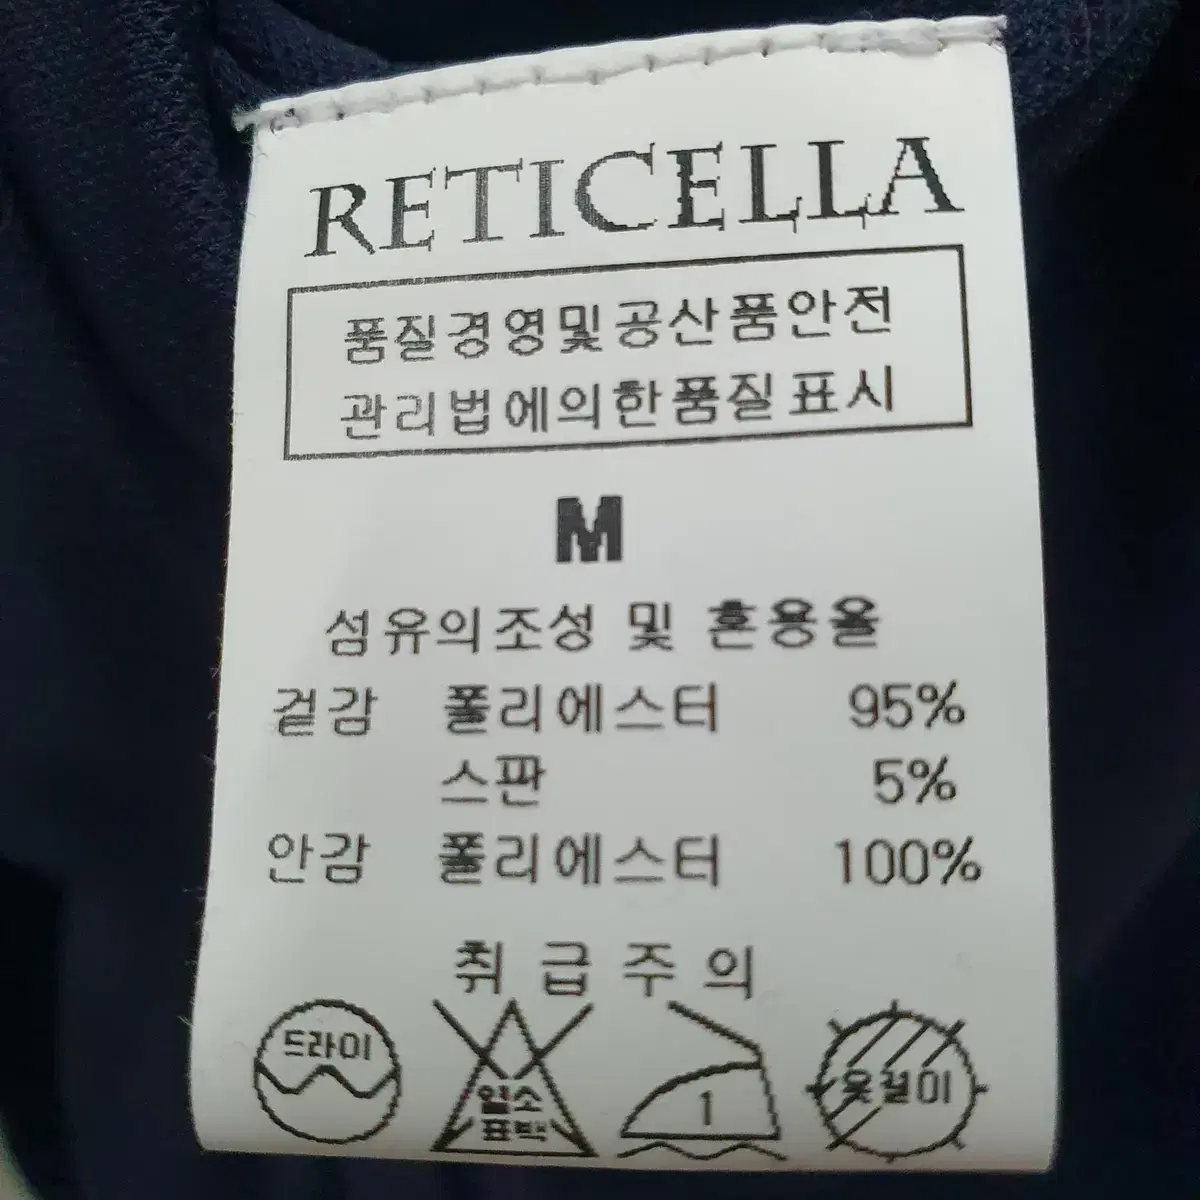 RETICELLA
품질경영및공산품안전
관리법에의한품질표시
M
섬유의조성 및 혼용율
겉감 폴리에스터 95%
스판 5%
안감 폴리에스터 100%
취급주의
드라이
염소
표백
1
옷걸이